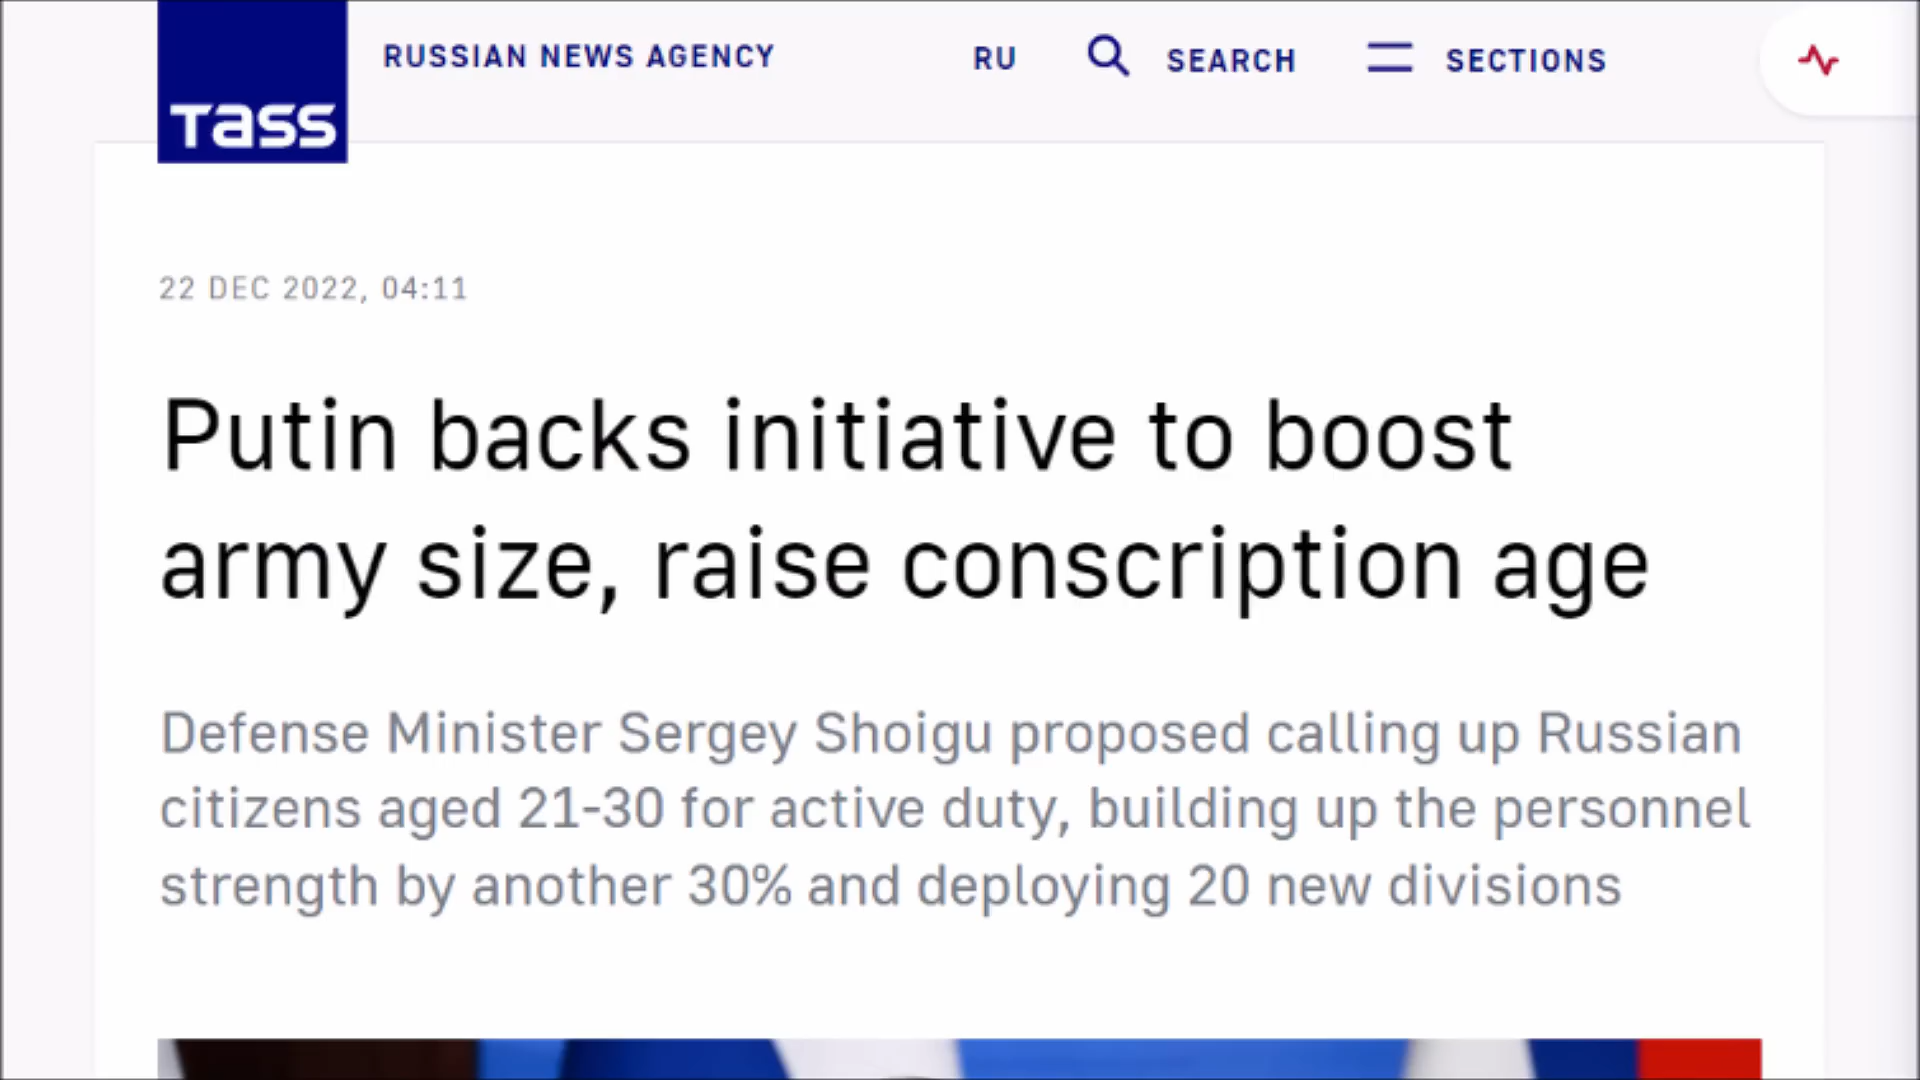 RUSSIAN NEWS AGENCY
RU
SEARCH
SECTIONS
Tass
22 DEC 2022, 04:11
Putin backs initiative to boost
army size, raise conscription age
Defense Minister Sergey Shoigu proposed calling up Russian
citizens aged 21-30 for active duty, building up the personnel
strength by another 30% and deploying 20 new divisions